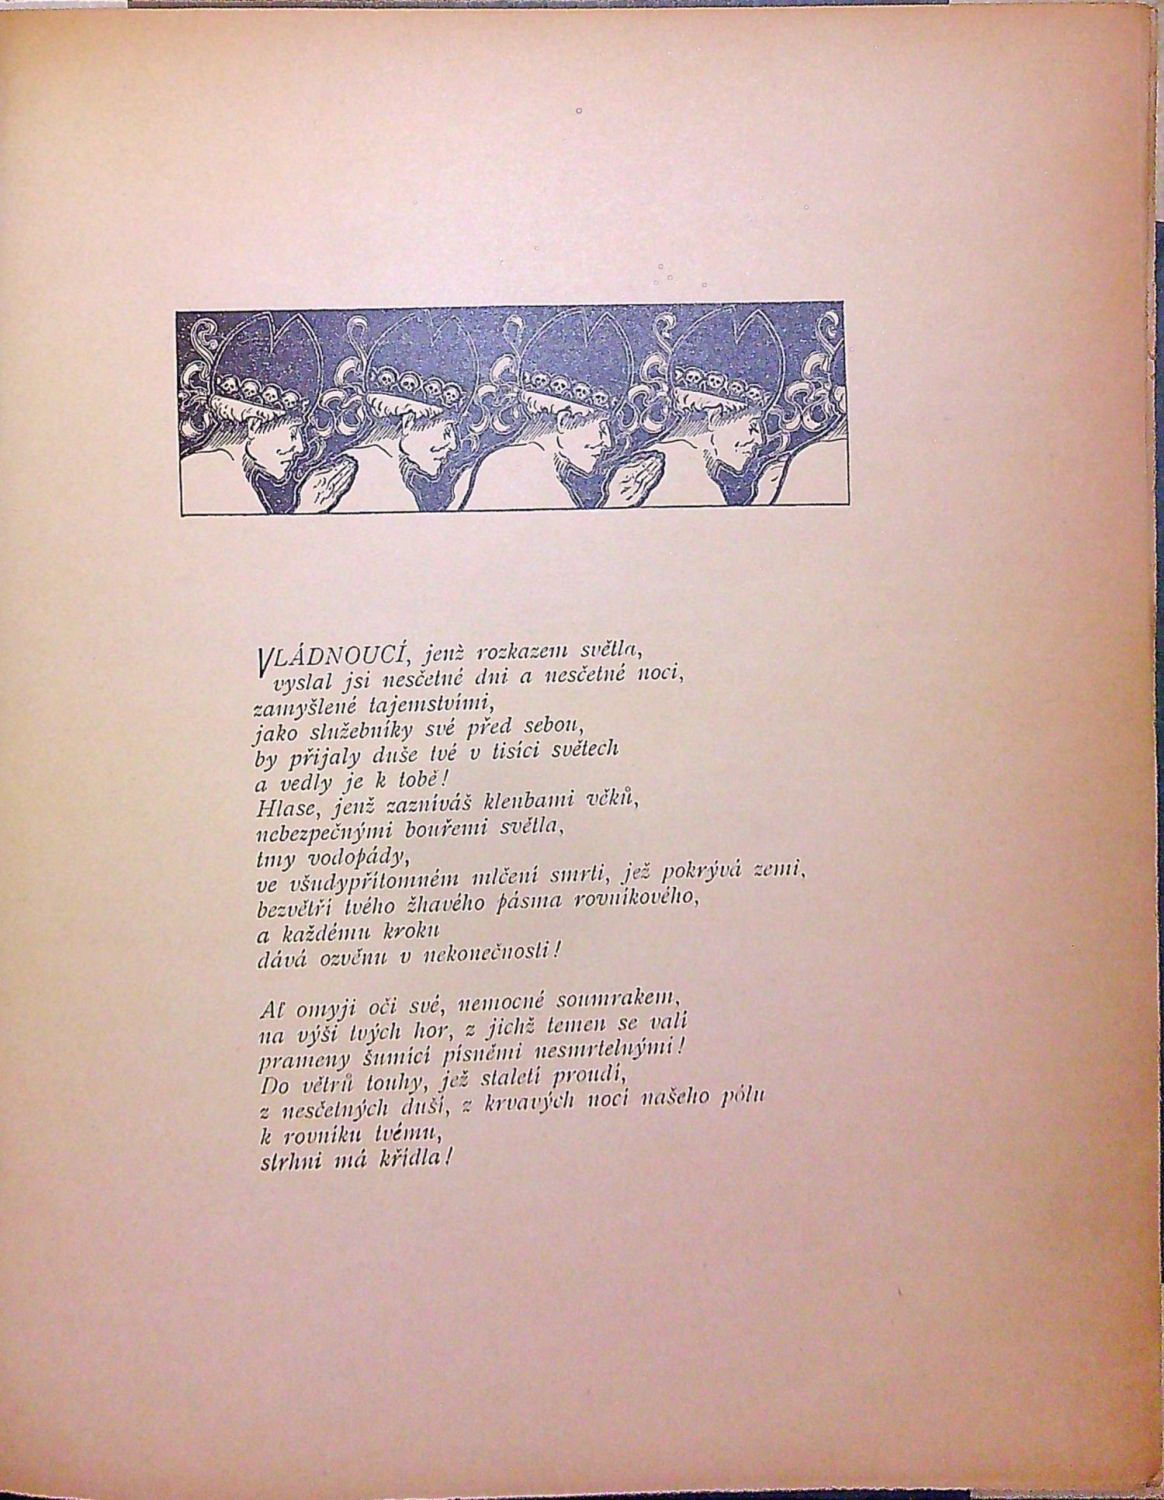 VLÁDNOUCÍ, jenž rozkazem světla,
vyslal jsi nesčetné dni a nesčetné noci,
zamyšlené tajemstvími,
jako služebníky své před sebou,
by přijaly duše tvé v tisíci světech
a vedly je k tobě!
Hlase, jenž zazníváš klenbami věků,
nebezpečnými bouřemi světla,
tmy vodopády,
ve všudypřítomném mlčení smrti, jež pokrývá zemi,
bezvětří tvého žhavého pásma rovníkového,
a každému kroku
dává ozvěnu v nekonečnosti!
Ať omyji oči své, nemocné soumrakem,
na výši tvých hor, z jichž temen se valí
prameny šumící písněmi nesmrtelnými!
Do větrů touhy, jež staletí proudí,
z nesčetných duší, z krvavých nocí našeho pólu
k rovníku tvému,
strhni má křídla!